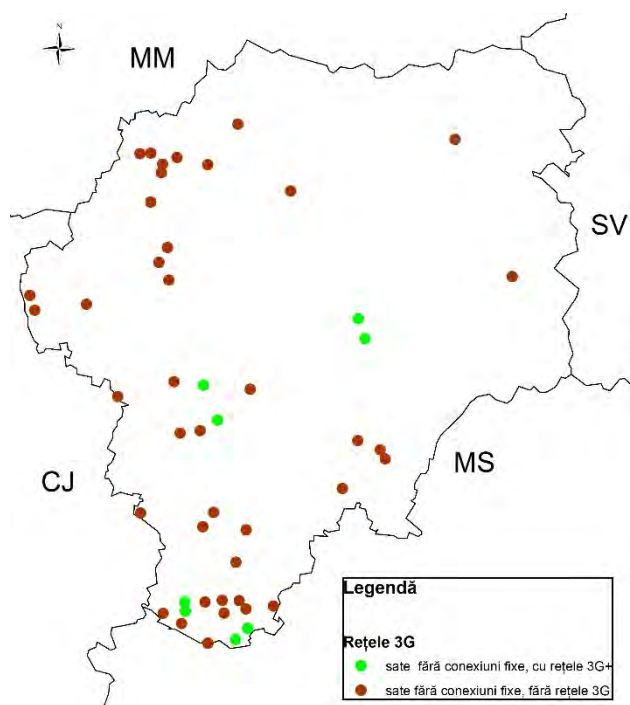 N
MM
SV
MS
CJ
Legendă
Rețele 3G
sate fără conexiuni fixe, cu rețele 3G+
sate fără conexiuni fixe, fără rețele 3G